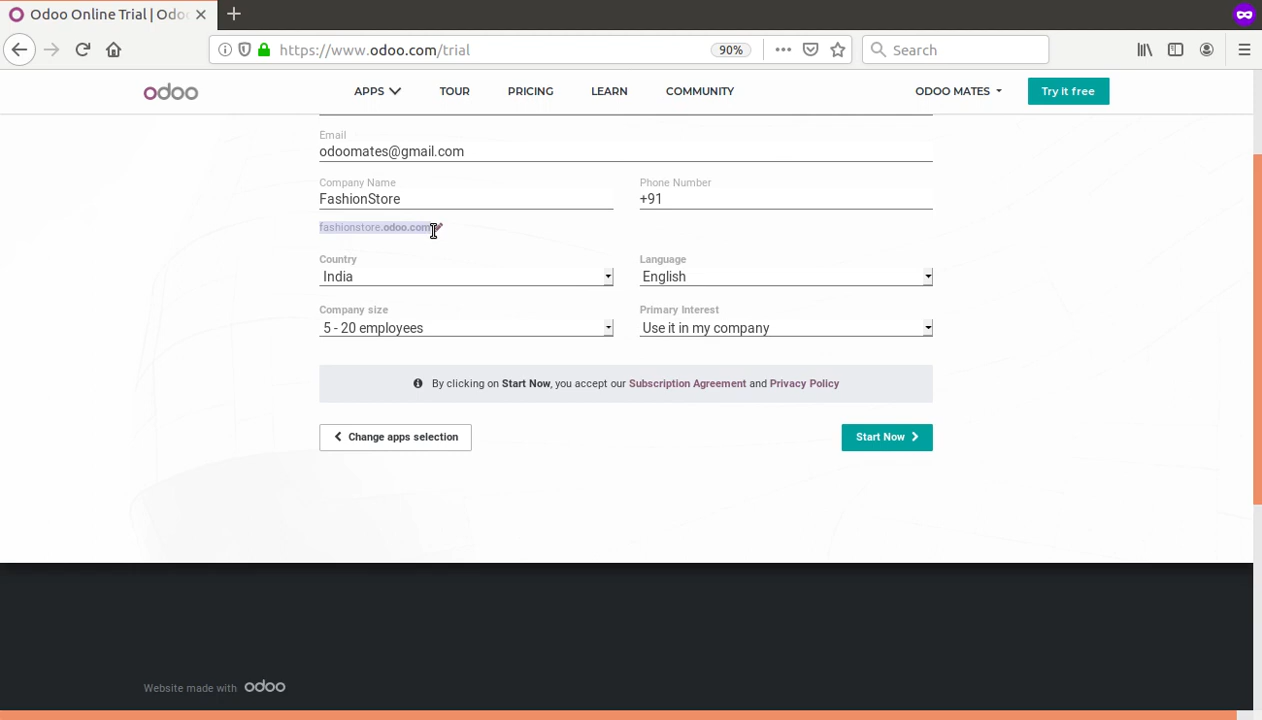 Odoo Online Trial | Odo
https://www.odoo.com/trial
90%
Search
odoo
APPS
TOUR
PRICING
LEARN
COMMUNITY
ODOO MATES
Try it free
Email
odoomates@gmail.com
Company Name
Phone Number
FashionStore
+91
fashionstore.odoo.com
Country
Language
India
English
Company size
Primary Interest
5 - 20 employees
Use it in my company
By clicking on Start Now, you accept our Subscription Agreement and Privacy Policy
Change apps selection
Start Now
Website made with odoo